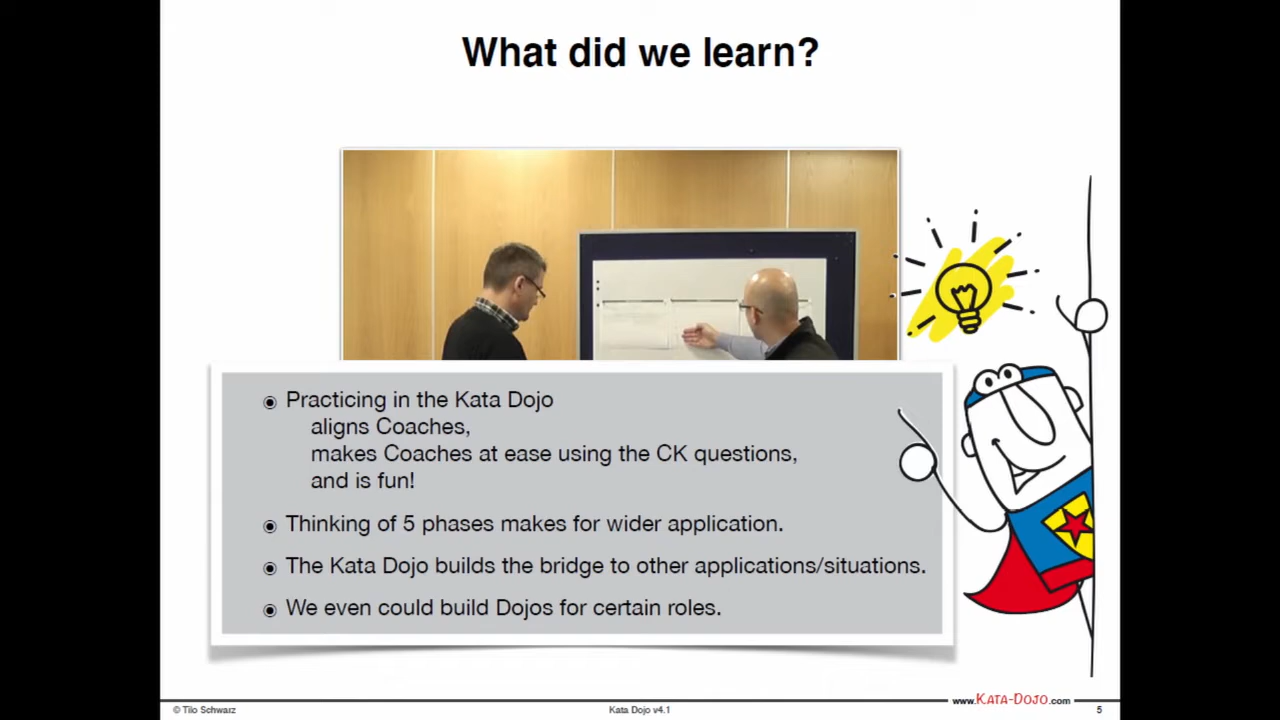 What did we learn?
Practicing in the Kata Dojo
aligns Coaches,
makes Coaches at ease using the CK questions,
and is fun!
Thinking of 5 phases makes for wider application.
The Kata Dojo builds the bridge to other applications/situations.
We even could build Dojos for certain roles.
© Tilo Schwarz
Kata Dojo v4.1
www.KATA-DOJO.com
5